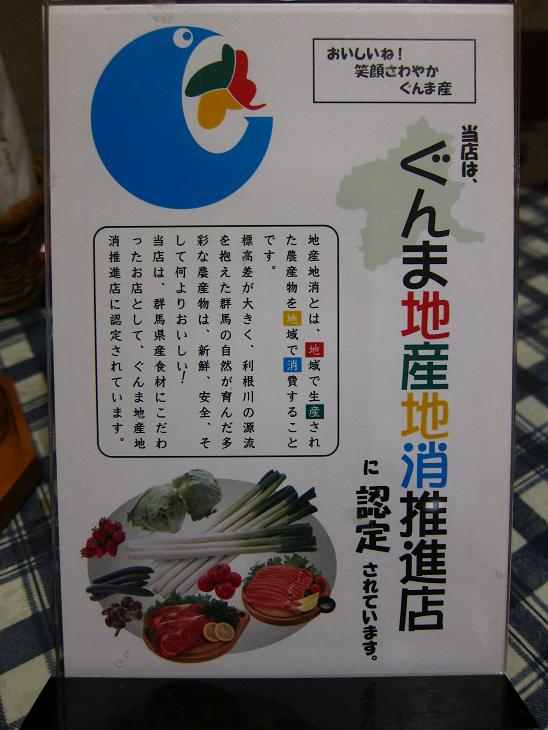 おいしいね！
笑顔さわやか
ぐんま産
当店は、
ぐんま地産地消推進店
に認定されています。
地産地消とは、地域で生産され
た農産物を地域で消費すること
です。
標高差が大きく、利根川の源流
を抱えた群馬の自然が育んだ多
彩な農産物は、新鮮、安全、そ
して何よりおいしい！
当店は、群馬県産食材にこだわ
ったお店として、ぐんま地産地
消推進店に認定されています。